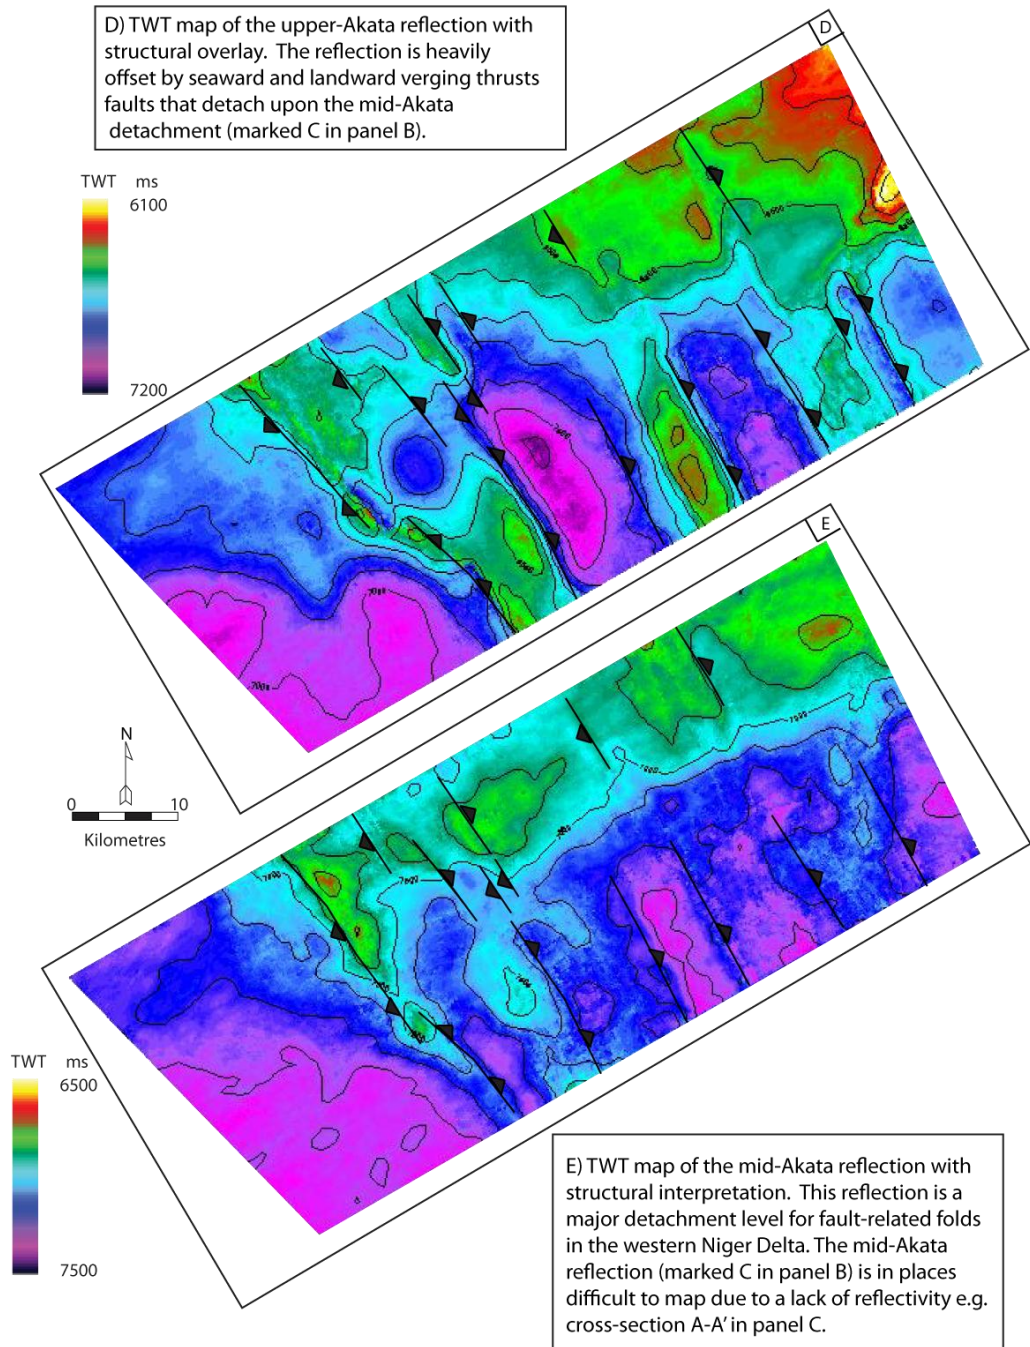 D) TWT map of the upper-Akata reflection with
structural overlay. The reflection is heavily
offset by seaward and landward verging thrusts
faults that detach upon the mid-Akata
detachment (marked C in panel B).
D
TWT ms
6100
7200
7000
E
N
0 10
Kilometres
7000
7000
TWT ms
6500
7500
E) TWT map of the mid-Akata reflection with
structural interpretation. This reflection is a
major detachment level for fault-related folds
in the western Niger Delta. The mid-Akata
reflection (marked C in panel B) is in places
difficult to map due to a lack of reflectivity e.g.
cross-section A-A' in panel C.